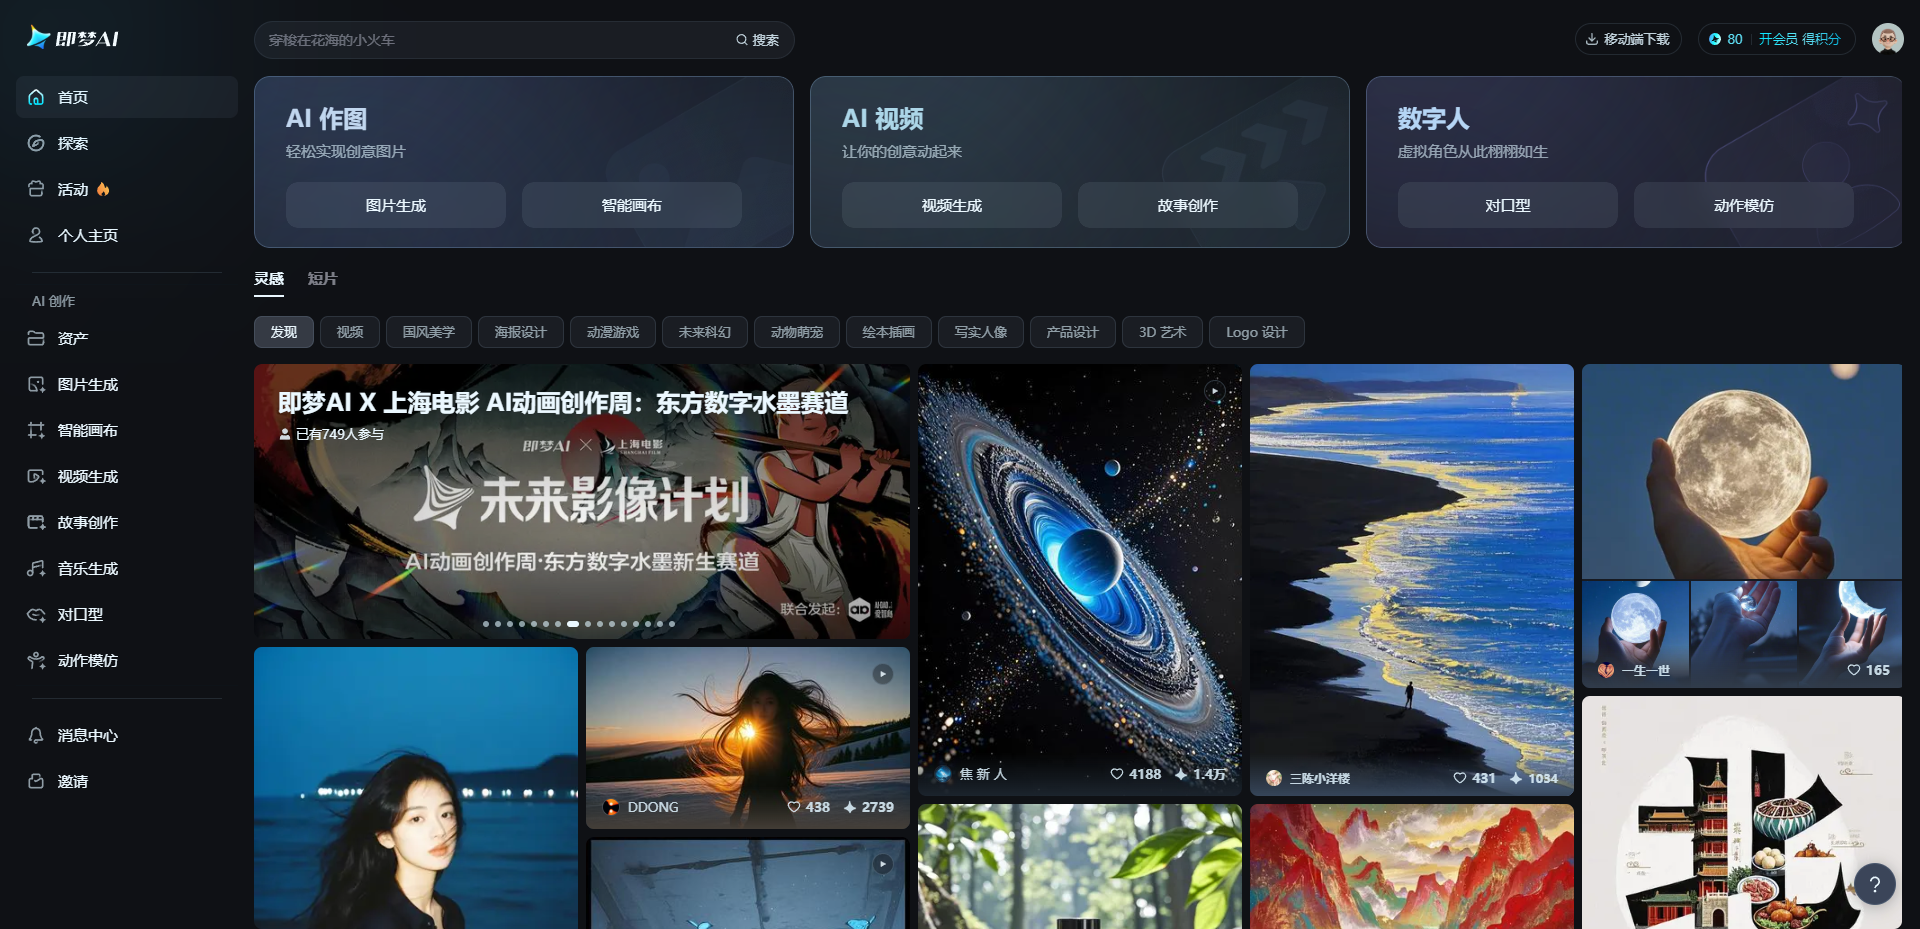 即梦AI
穿梭在花海的小火车
搜索
移动端下载
80
开会员 得积分
首页
探索
活动
个人主页
AI 创作
资产
图片生成
智能画布
视频生成
故事创作
音乐生成
对口型
动作模仿
消息中心
邀请
AI 作图
轻松实现创意图片
图片生成
智能画布
AI 视频
让你的创意动起来
视频生成
故事创作
数字人
虚拟角色从此栩栩如生
对口型
动作模仿
灵感
短片
发现
视频
国风美学
海报设计
动漫游戏
未来科幻
动物萌宠
绘本插画
写实人像
产品设计
3D 艺术
Logo 设计
即梦AI X 上海电影 AI动画创作周：东方数字水墨赛道
已有749人参与
即梦AI × 上海电影
SHANGHAI FILM
未来影像计划
AI动画创作周·东方数字水墨新生赛道
联合发起：
DDONG
438
2739
焦 新 人
4188
1.4万
三陈小洋楼
431
1034
一生一世
165
?